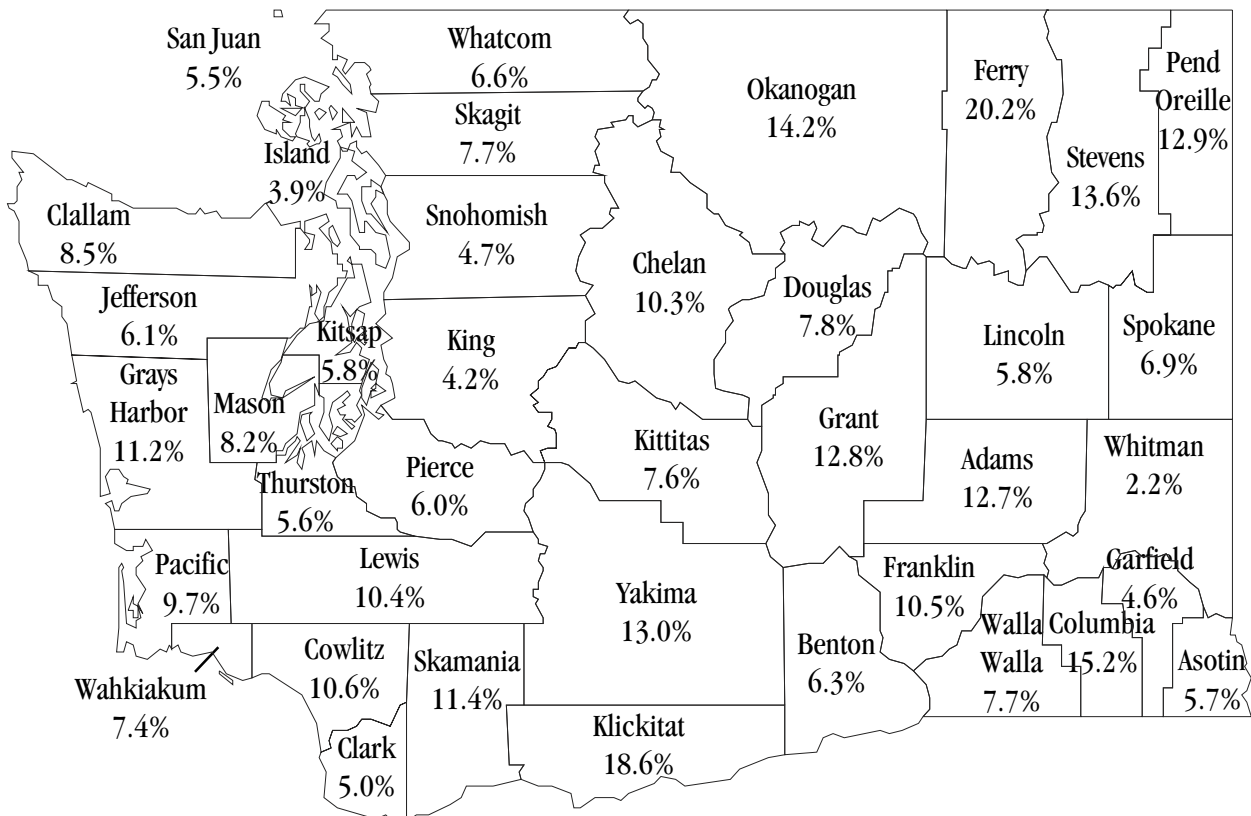 San Juan
5.5%
Whatcom
6.6%
Skagit
7.7%
Okanogan
14.2%
Ferry
20.2%
Pend
Oreille
12.9%
Stevens
13.6%
Island
3.9%
Clallam
8.5%
Snohomish
4.7%
Chelan
10.3%
Douglas
7.8%
Jefferson
6.1%
Kitsap
5.8%
King
4.2%
Lincoln
5.8%
Spokane
6.9%
Grays
Harbor
11.2%
Mason
8.2%
Kittitas
7.6%
Grant
12.8%
Adams
12.7%
Whitman
2.2%
Thurston
5.6%
Pierce
6.0%
Pacific
9.7%
Lewis
10.4%
Yakima
13.0%
Franklin
10.5%
Garfield
4.6%
Benton
6.3%
Walla
Walla
7.7%
Columbia
15.2%
Asotin
5.7%
Wahkiakum
7.4%
Cowlitz
10.6%
Skamania
11.4%
Clark
5.0%
Klickitat
18.6%